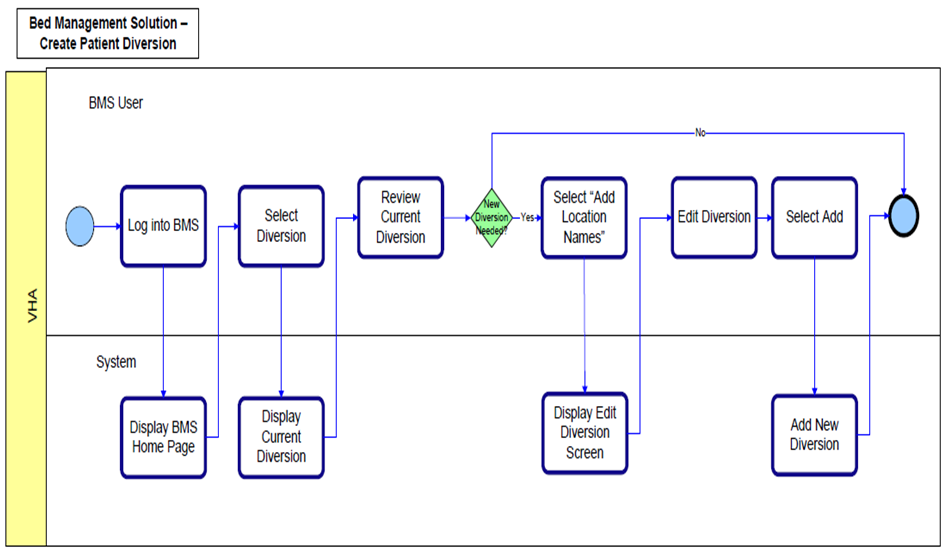 Bed Management Solution –
Create Patient Diversion
BMS User
Log into BMS
Select
Diversion
Review
Current
Diversion
New
Diversion
Needed?
Yes
No
Select “Add
Location
Names”
Edit Diversion
Select Add
VHA
System
Display BMS
Home Page
Display
Current
Diversion
Display Edit
Diversion
Screen
Add New
Diversion